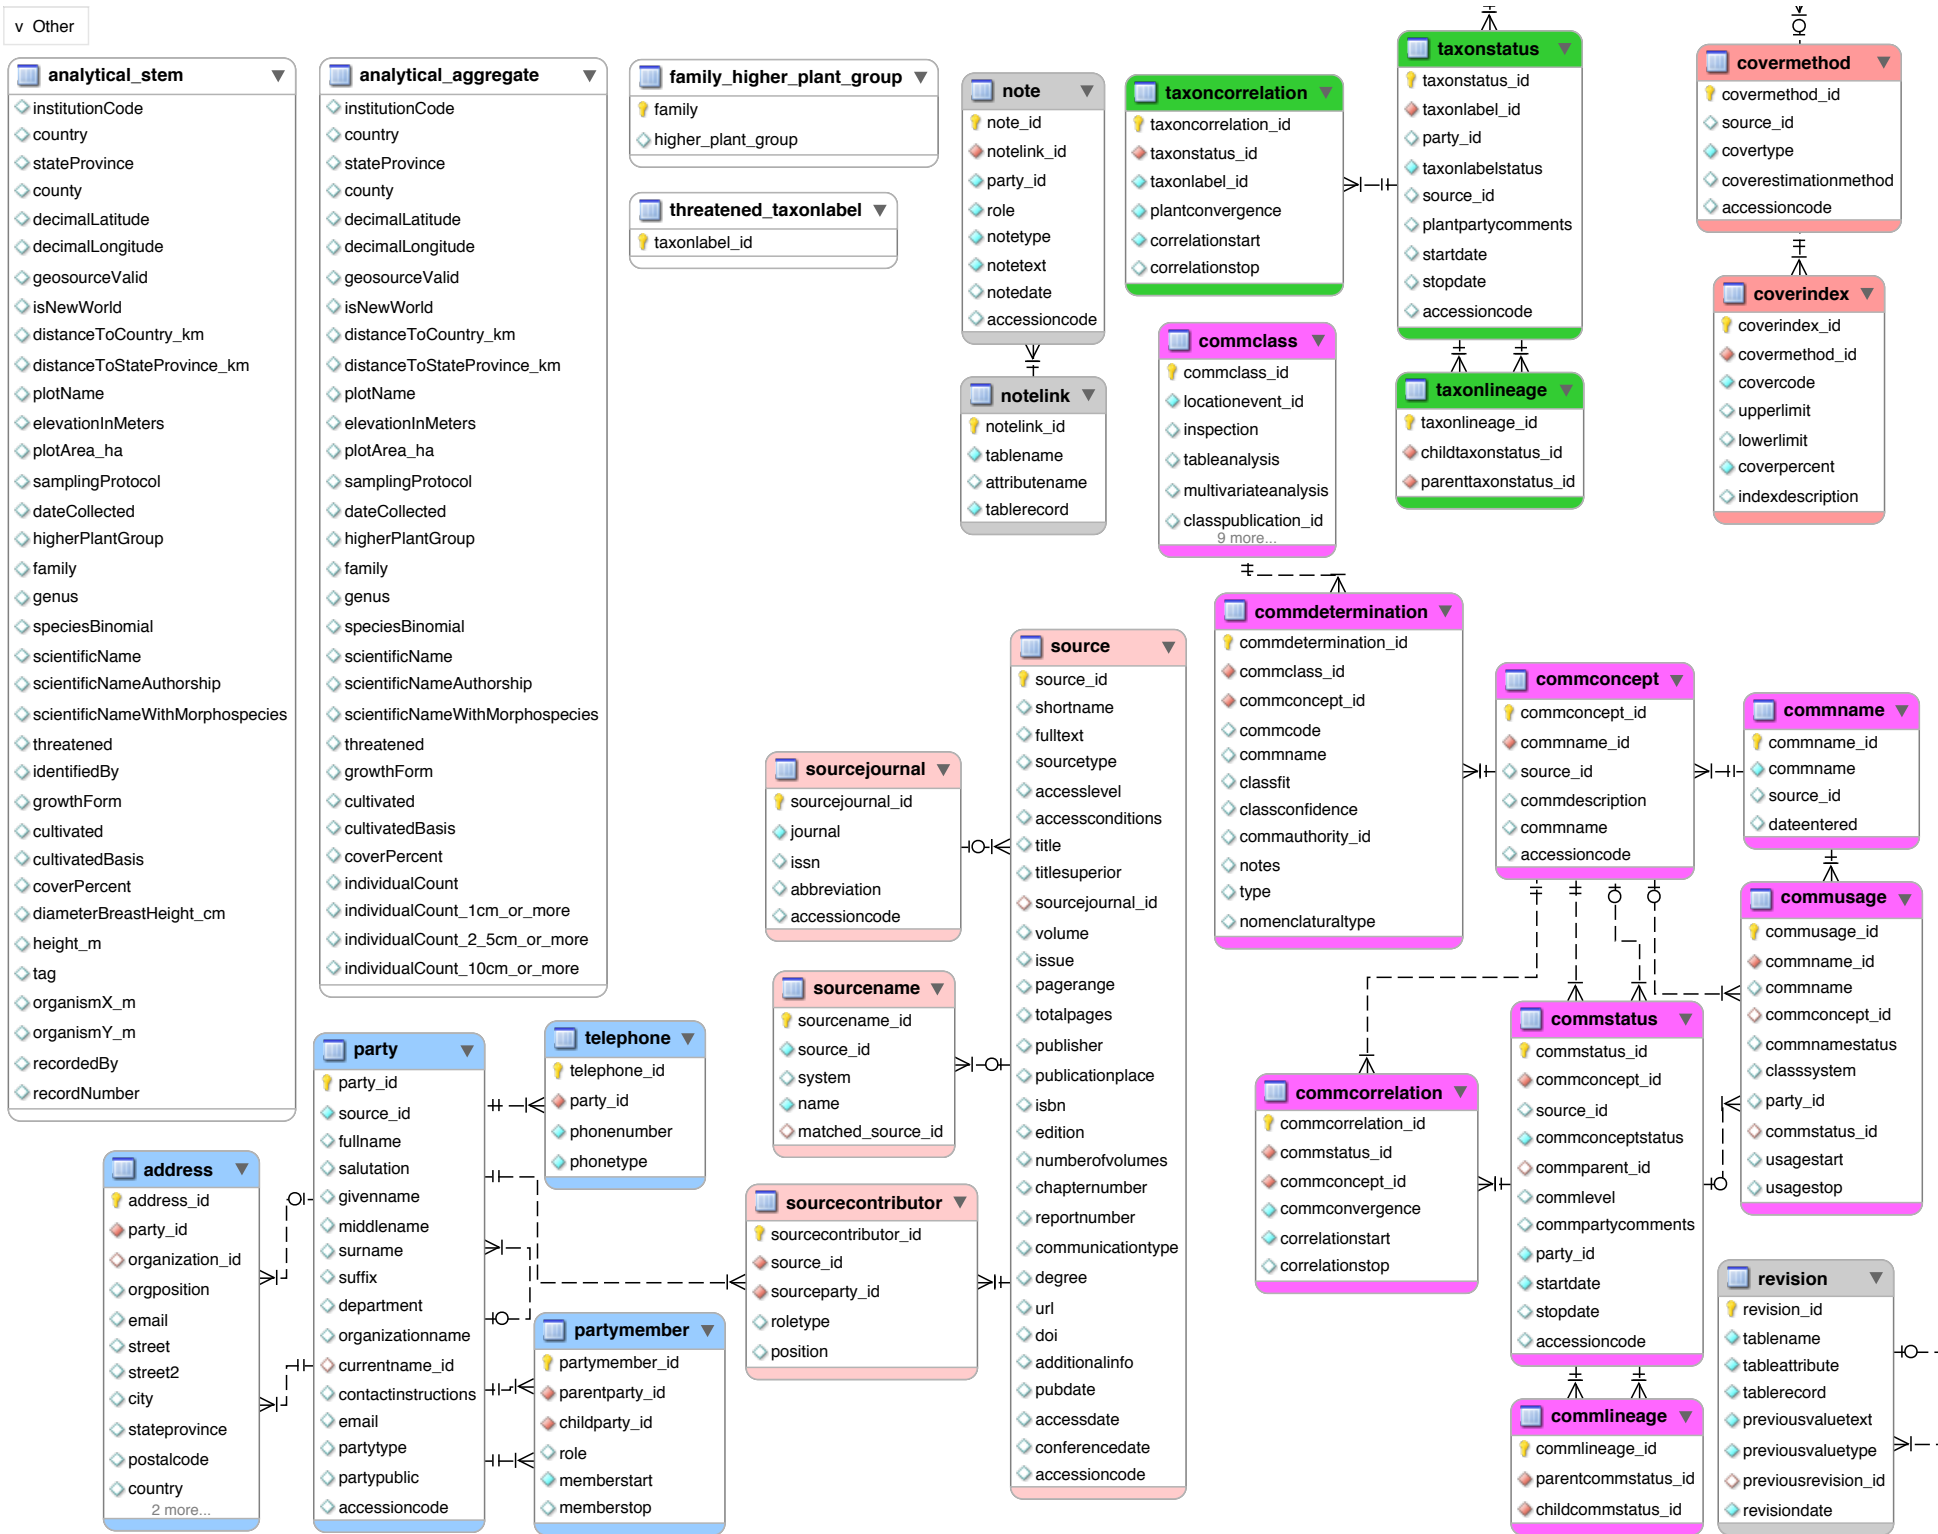 v Other
analytical_stem
institutionCode
country
stateProvince
county
decimalLatitude
decimalLongitude
geosourceValid
isNewWorld
distanceToCountry_km
distanceToStateProvince_km
plotName
elevationInMeters
plotArea_ha
samplingProtocol
dateCollected
higherPlantGroup
family
genus
speciesBinomial
scientificName
scientificNameAuthorship
scientificNameWithMorphospecies
threatened
identifiedBy
growthForm
cultivated
cultivatedBasis
coverPercent
diameterBreastHeight_cm
height_m
tag
organismX_m
organismY_m
recordedBy
recordNumber
analytical_aggregate
institutionCode
country
stateProvince
county
decimalLatitude
decimalLongitude
geosourceValid
isNewWorld
distanceToCountry_km
distanceToStateProvince_km
plotName
elevationInMeters
plotArea_ha
samplingProtocol
dateCollected
higherPlantGroup
family
genus
speciesBinomial
scientificName
scientificNameAuthorship
scientificNameWithMorphospecies
threatened
growthForm
cultivated
cultivatedBasis
coverPercent
individualCount
individualCount_1cm_or_more
individualCount_2_5cm_or_more
individualCount_10cm_or_more
family_higher_plant_group
family
higher_plant_group
threatened_taxonlabel
taxonlabel_id
note
note_id
notelink_id
party_id
role
notetype
notetext
notedate
accessioncode
notelink
notelink_id
tablename
attributename
tablerecord
taxoncorrelation
taxoncorrelation_id
taxonstatus_id
taxonlabel_id
plantconvergence
correlationstart
correlationstop
taxonstatus
taxonstatus_id
taxonlabel_id
party_id
taxonlabelstatus
source_id
plantpartycomments
startdate
stopdate
accessioncode
taxonlineage
taxonlineage_id
childtaxonstatus_id
parenttaxonstatus_id
covermethod
covermethod_id
source_id
covertype
coverestimationmethod
accessioncode
coverindex
coverindex_id
covermethod_id
covercode
upperlimit
lowerlimit
coverpercent
indexdescription
commclass
commclass_id
locationevent_id
inspection
tableanalysis
multivariateanalysis
classpublication_id
9 more...
commdetermination
commdetermination_id
commclass_id
commconcept_id
commcode
commname
classfit
classconfidence
commauthority_id
notes
type
nomenclaturaltype
commconcept
commconcept_id
commname_id
source_id
commdescription
commname
accessioncode
commname
commname_id
commname
source_id
dateentered
commusage
commusage_id
commname_id
commname
commconcept_id
commnamestatus
classsystem
party_id
commstatus_id
usagestart
usagestop
source
source_id
shortname
fulltext
sourcetype
accesslevel
accessconditions
title
titlesuperior
sourcejournal_id
volume
issue
pagerange
totalpages
publisher
publicationplace
isbn
edition
numberofvolumes
chapternumber
reportnumber
communicationtype
degree
url
doi
additionalinfo
pubdate
accessdate
conferencedate
accessioncode
sourcejournal
sourcejournal_id
journal
issn
abbreviation
accessioncode
sourcename
sourcename_id
source_id
system
name
matched_source_id
sourcecontributor
sourcecontributor_id
source_id
sourceparty_id
roletype
position
party
party_id
source_id
fullname
salutation
givenname
middlename
surname
suffix
department
organizationname
currentname_id
contactinstructions
email
partytype
partypublic
accessioncode
telephone
telephone_id
party_id
phonenumber
phonetype
address
address_id
party_id
organization_id
orgposition
email
street
street2
city
stateprovince
postalcode
country
2 more...
partymember
partymember_id
parentparty_id
childparty_id
role
memberstart
memberstop
commcorrelation
commcorrelation_id
commstatus_id
commconcept_id
commconvergence
correlationstart
correlationstop
commstatus
commstatus_id
commconcept_id
source_id
commconceptstatus
commparent_id
commlevel
commpartycomments
party_id
startdate
stopdate
accessioncode
commlineage
commlineage_id
parentcommstatus_id
childcommstatus_id
revision
revision_id
tablename
tableattribute
tablerecord
previousvaluetext
previousvaluetype
previousrevision_id
revisiondate